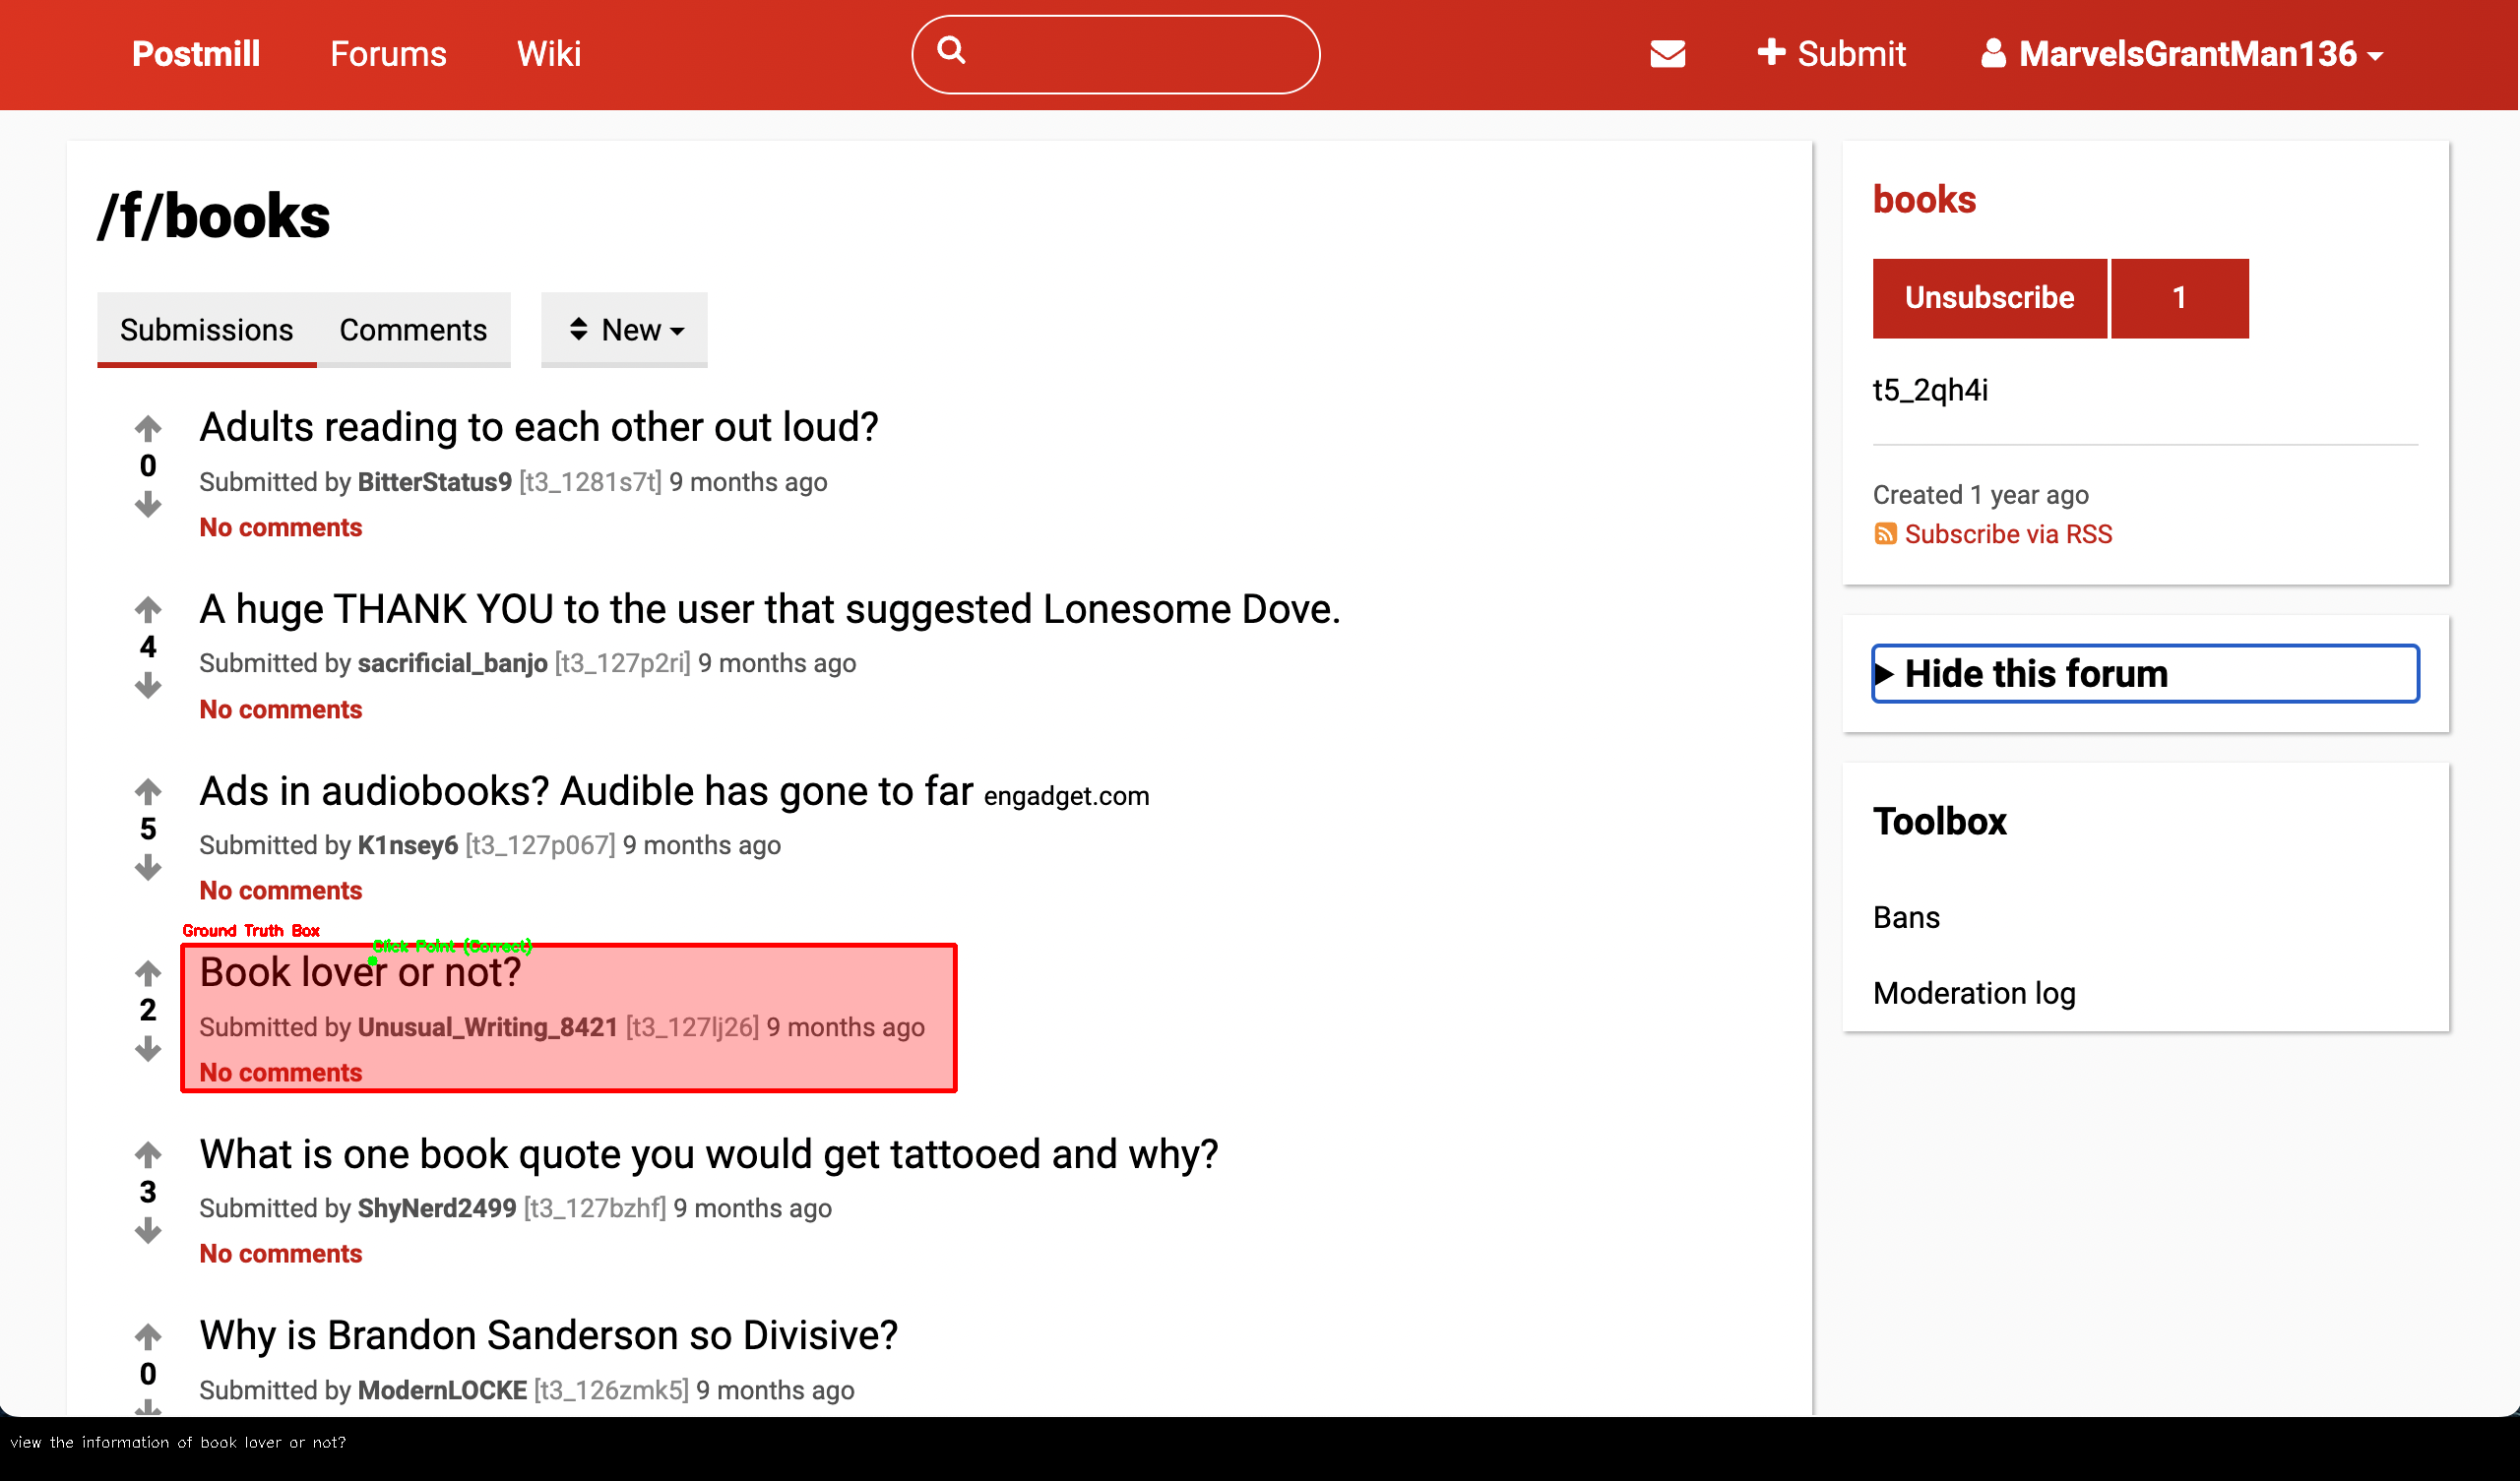 Postmill Forums Wiki Submit MarvelsGrantMan136
/f/books
Submissions Comments New
Adults reading to each other out loud?
0
Submitted by BitterStatus9 [t3_1281s7t] 9 months ago
No comments
A huge THANK YOU to the user that suggested Lonesome Dove.
4
Submitted by sacrificial_banjo [t3_127p2ri] 9 months ago
No comments
Ads in audiobooks? Audible has gone to far engadget.com
5
Submitted by K1nsey6 [t3_127p067] 9 months ago
No comments
Ground Truth Box
Click Point (Correct)
Book lover or not?
2
Submitted by Unusual_Writing_8421 [t3_127lj26] 9 months ago
No comments
What is one book quote you would get tattooed and why?
3
Submitted by ShyNerd2499 [t3_127bzhf] 9 months ago
No comments
Why is Brandon Sanderson so Divisive?
0
Submitted by ModernLOCKE [t3_126zmk5] 9 months ago
books
Unsubscribe 1
t5_2qh4i
Created 1 year ago
Subscribe via RSS
Hide this forum
Toolbox
Bans
Moderation log
view the information of book lover or not?